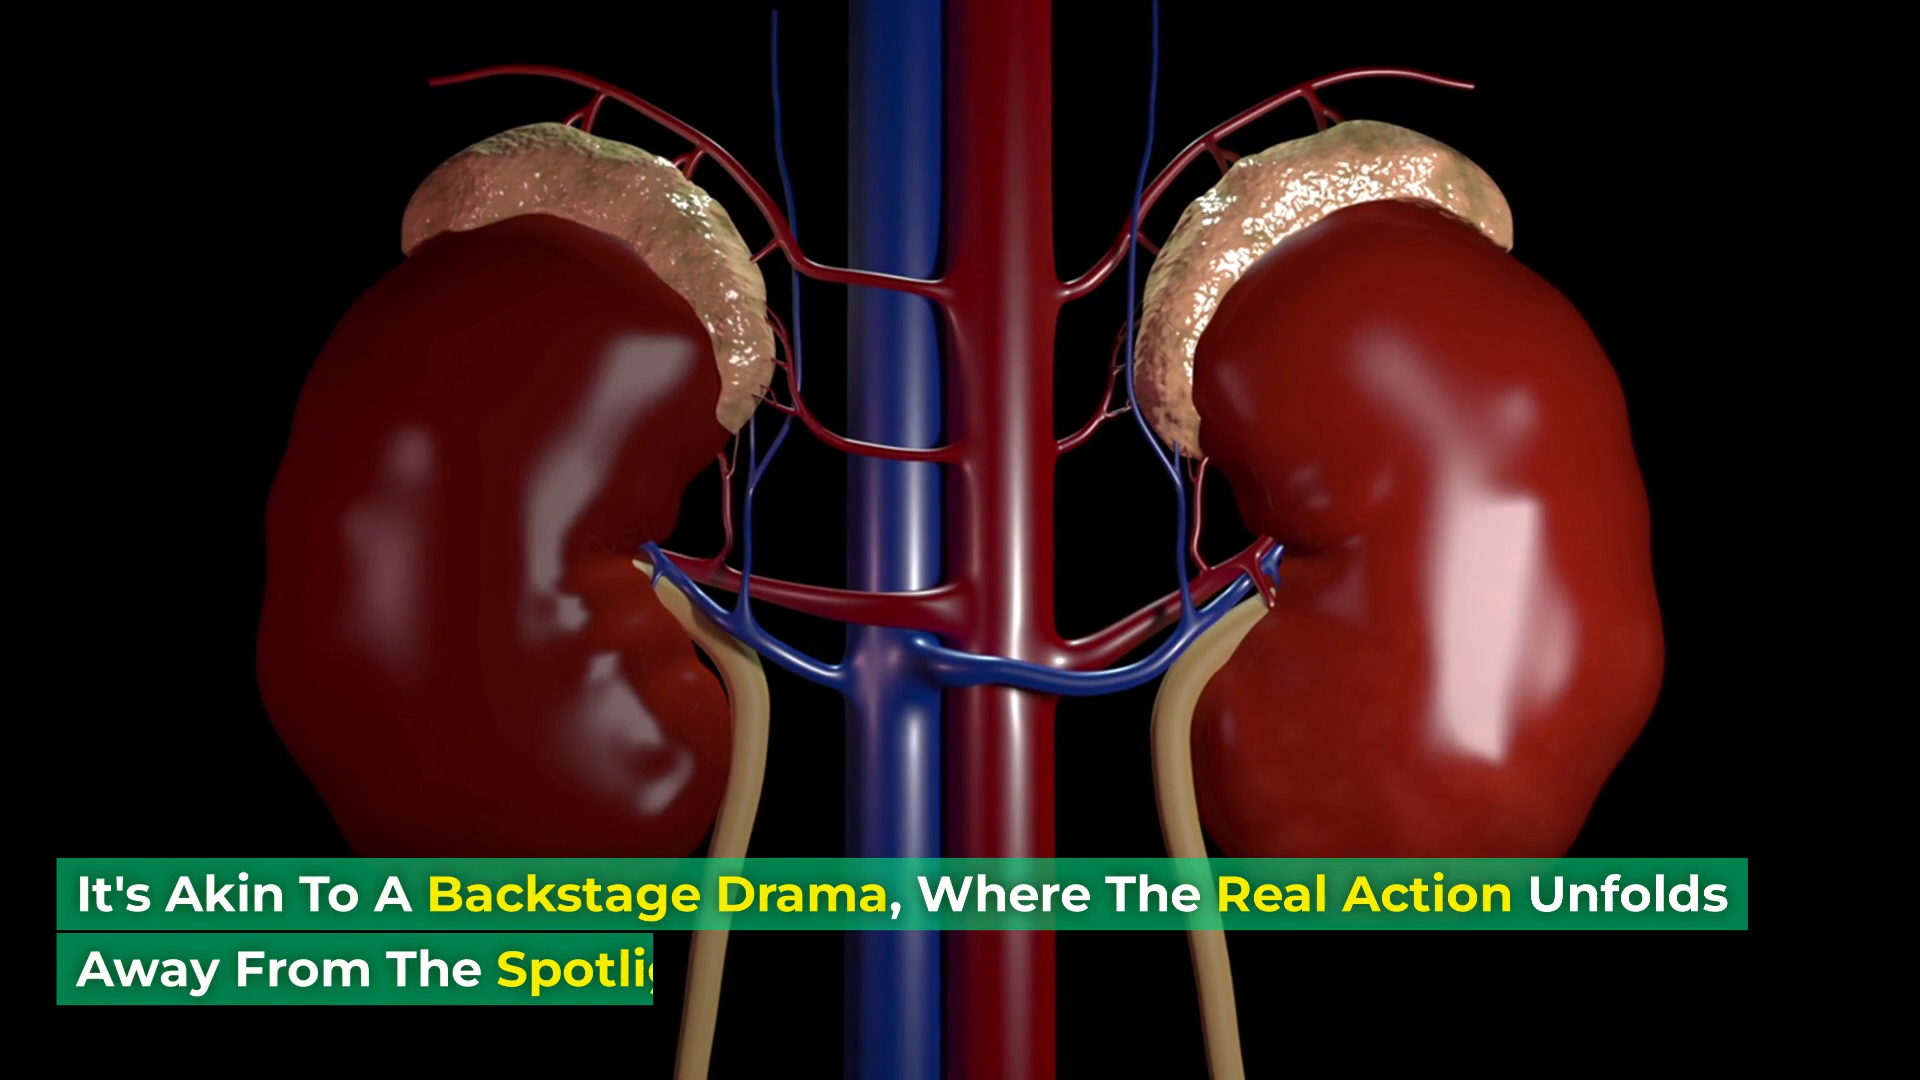 It's Akin To A Backstage Drama, Where The Real Action Unfolds
Away From The